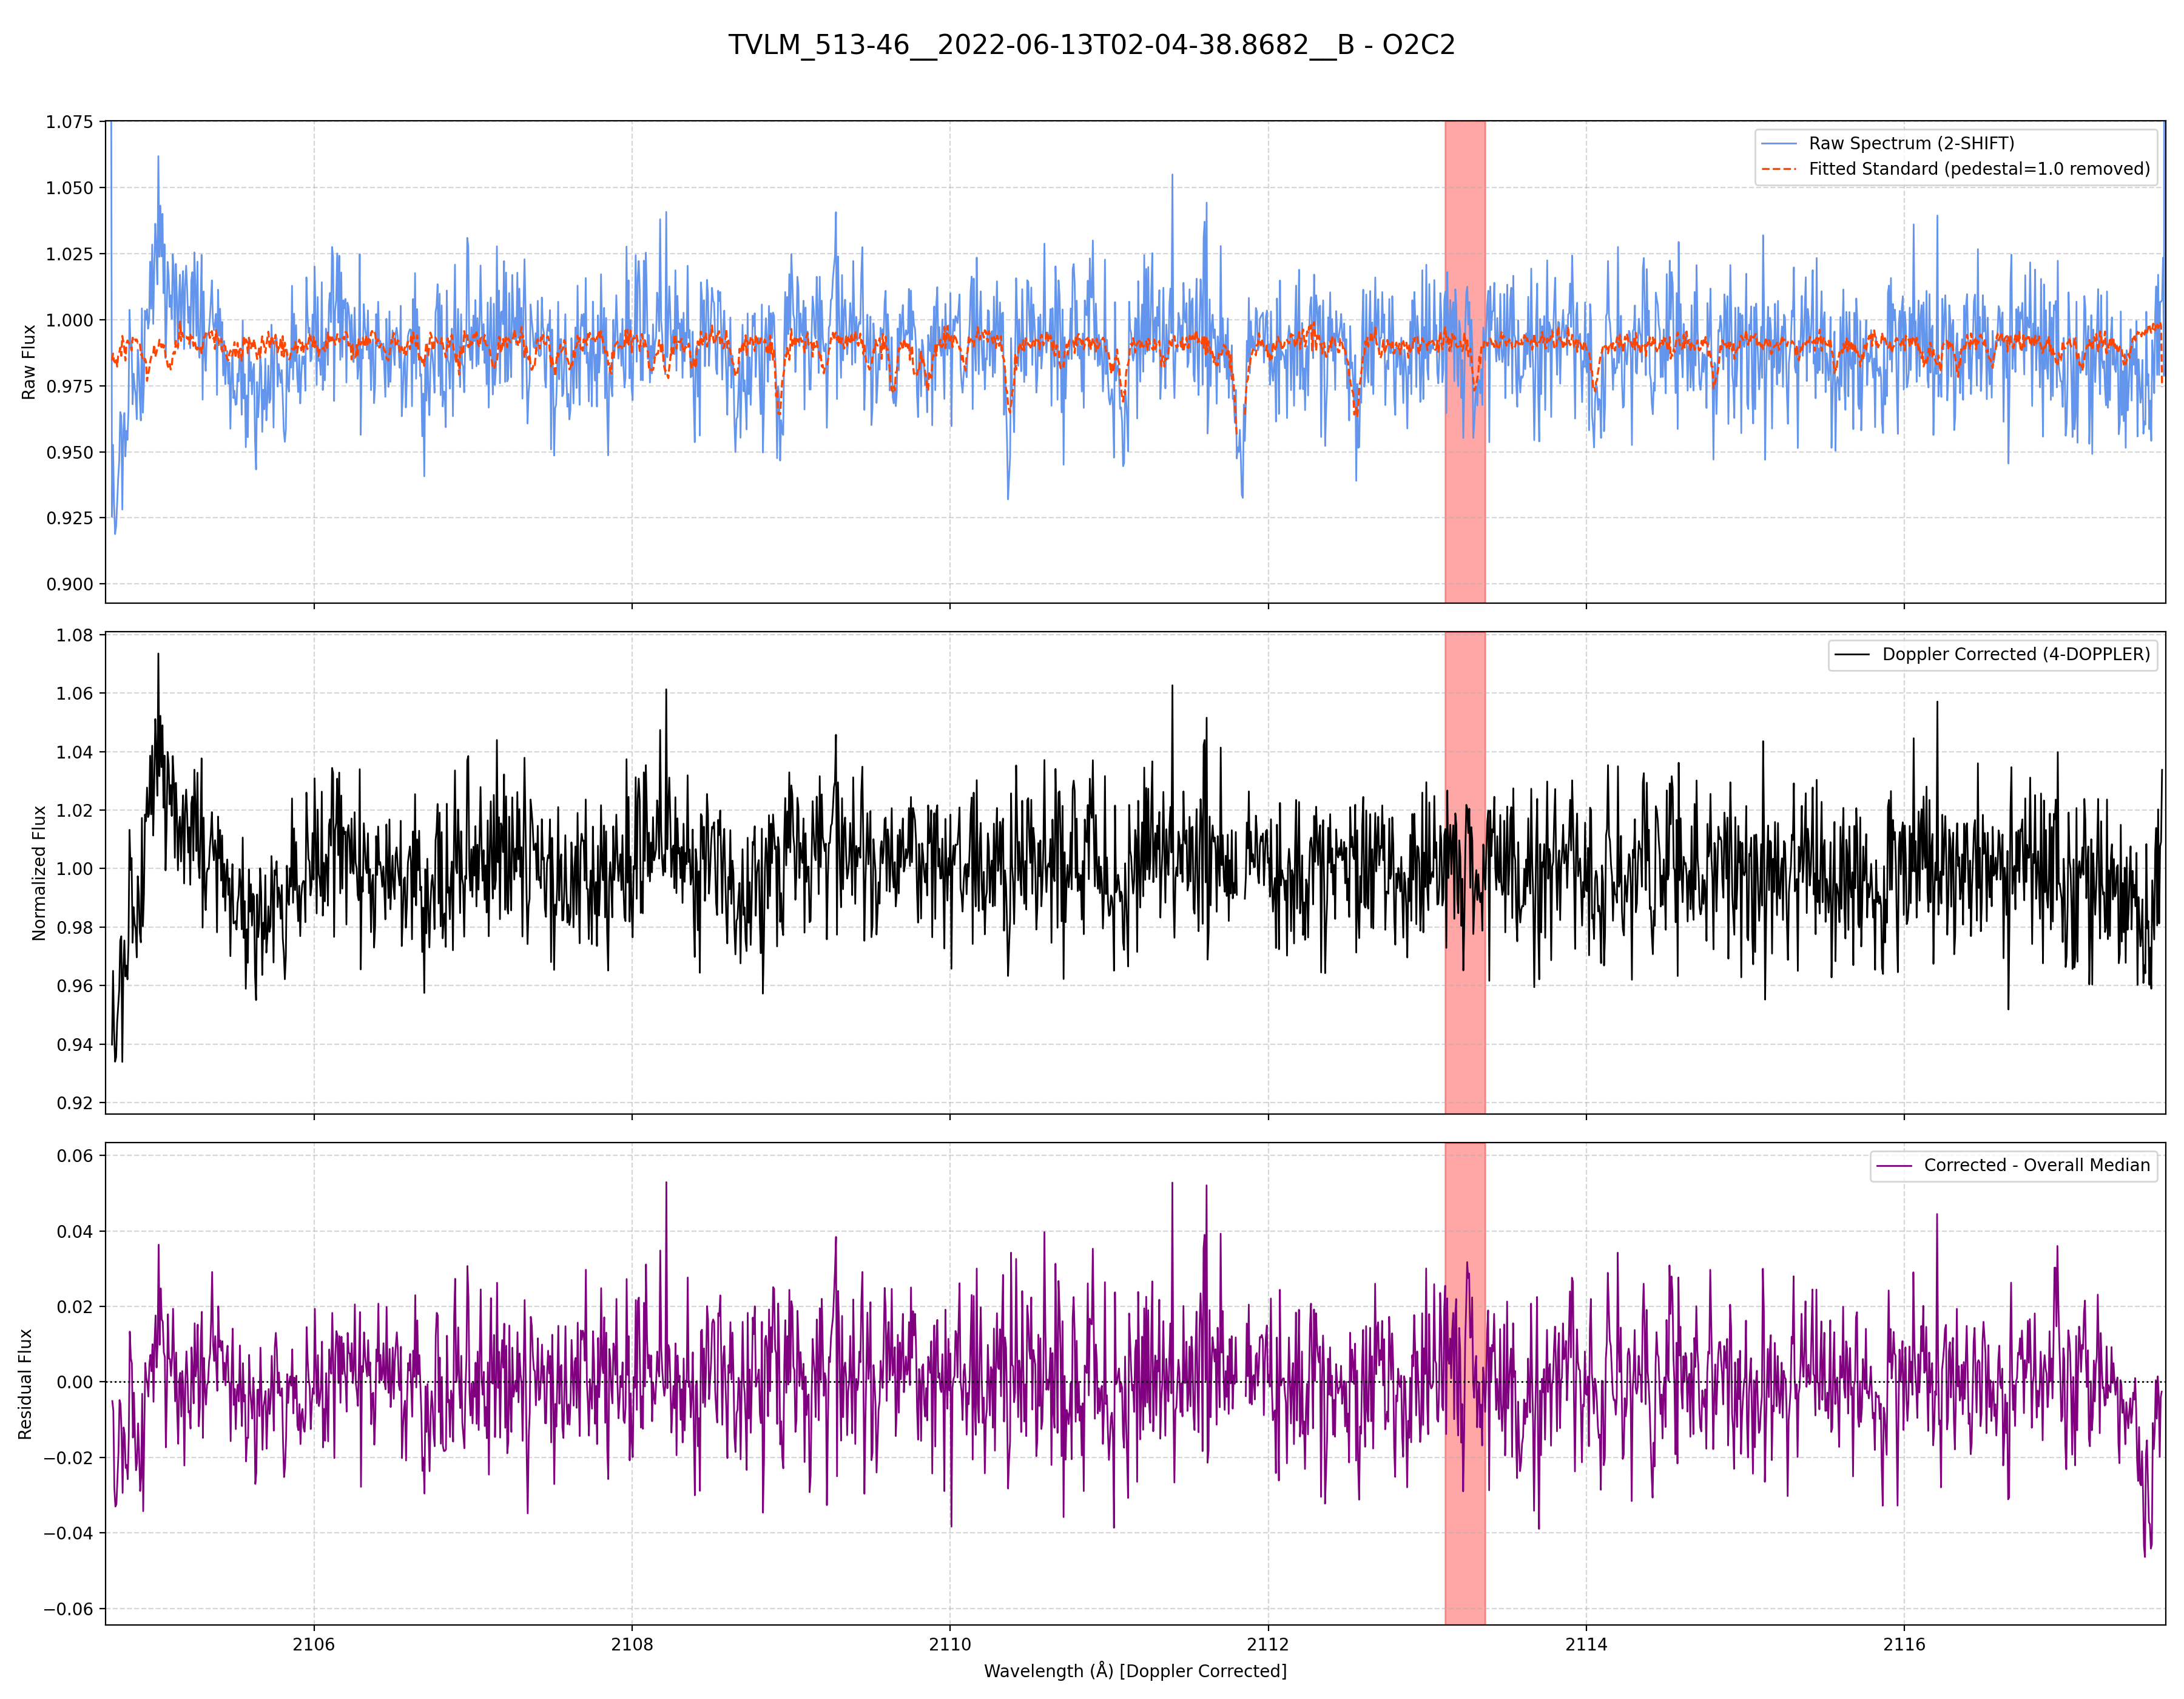 TVLM_513-46__2022-06-13T02-04-38.8682__B - O2C2
Raw Flux
1.075
1.050
1.025
1.000
0.975
0.950
0.925
0.900
Raw Spectrum (2-SHIFT)
Fitted Standard (pedestal=1.0 removed)
Normalized Flux
1.08
1.06
1.04
1.02
1.00
0.98
0.96
0.94
0.92
Doppler Corrected (4-DOPPLER)
Residual Flux
0.06
0.04
0.02
0.00
−0.02
−0.04
−0.06
Corrected - Overall Median
2106 2108 2110 2112 2114 2116
Wavelength (Å) [Doppler Corrected]